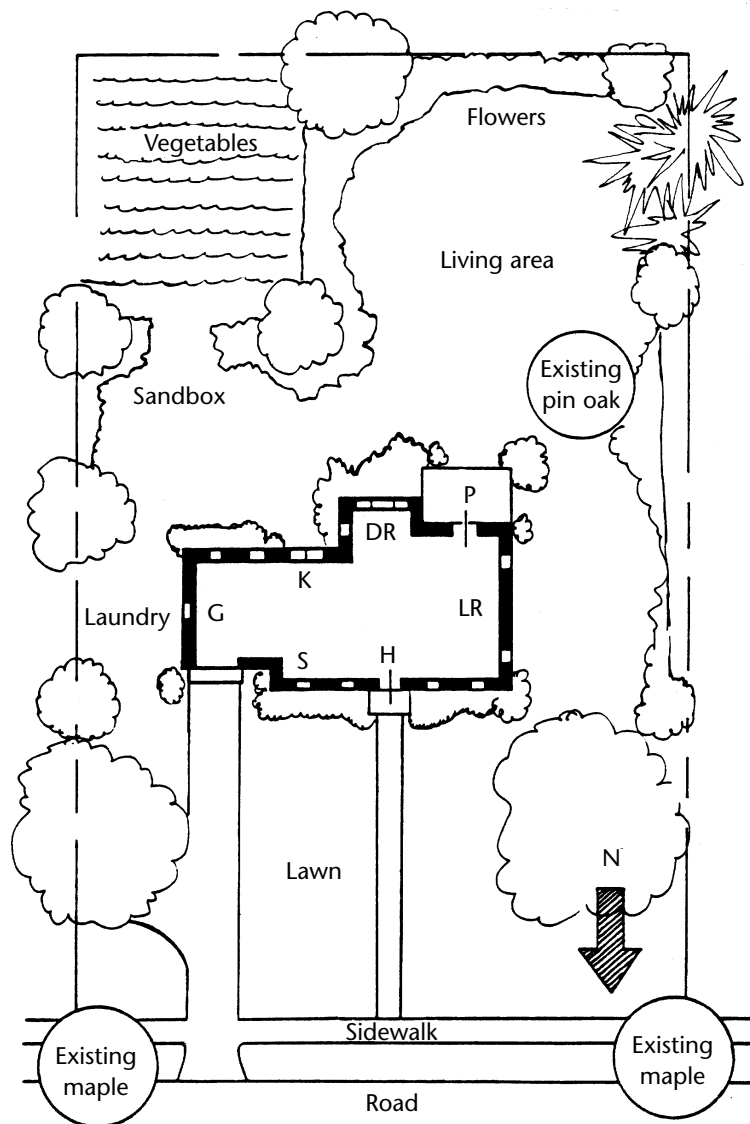 Flowers
Vegetables
Living area
Existing
pin oak
Sandbox
P
DR
K
LR
Laundry
G
S
H
N
Lawn
Sidewalk
Existing
maple
Existing
maple
Road